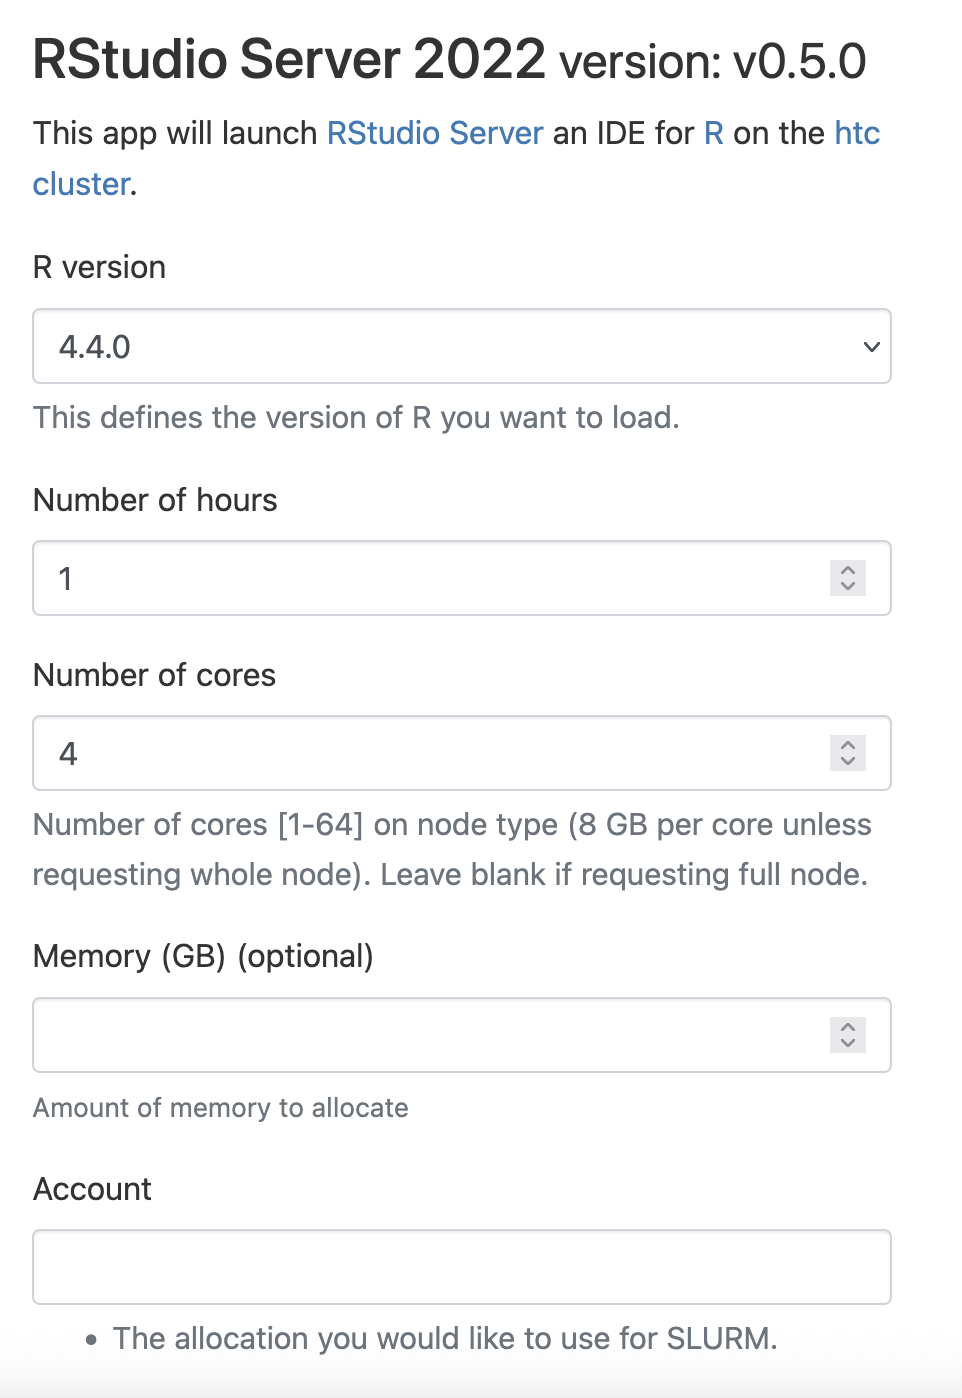 RStudio Server 2022 version: v0.5.0
This app will launch RStudio Server an IDE for R on the htc
cluster.
R version
4.4.0
This defines the version of R you want to load.
Number of hours
1
Number of cores
4
Number of cores [1-64] on node type (8 GB per core unless
requesting whole node). Leave blank if requesting full node.
Memory (GB) (optional)
Amount of memory to allocate
Account
• The allocation you would like to use for SLURM.